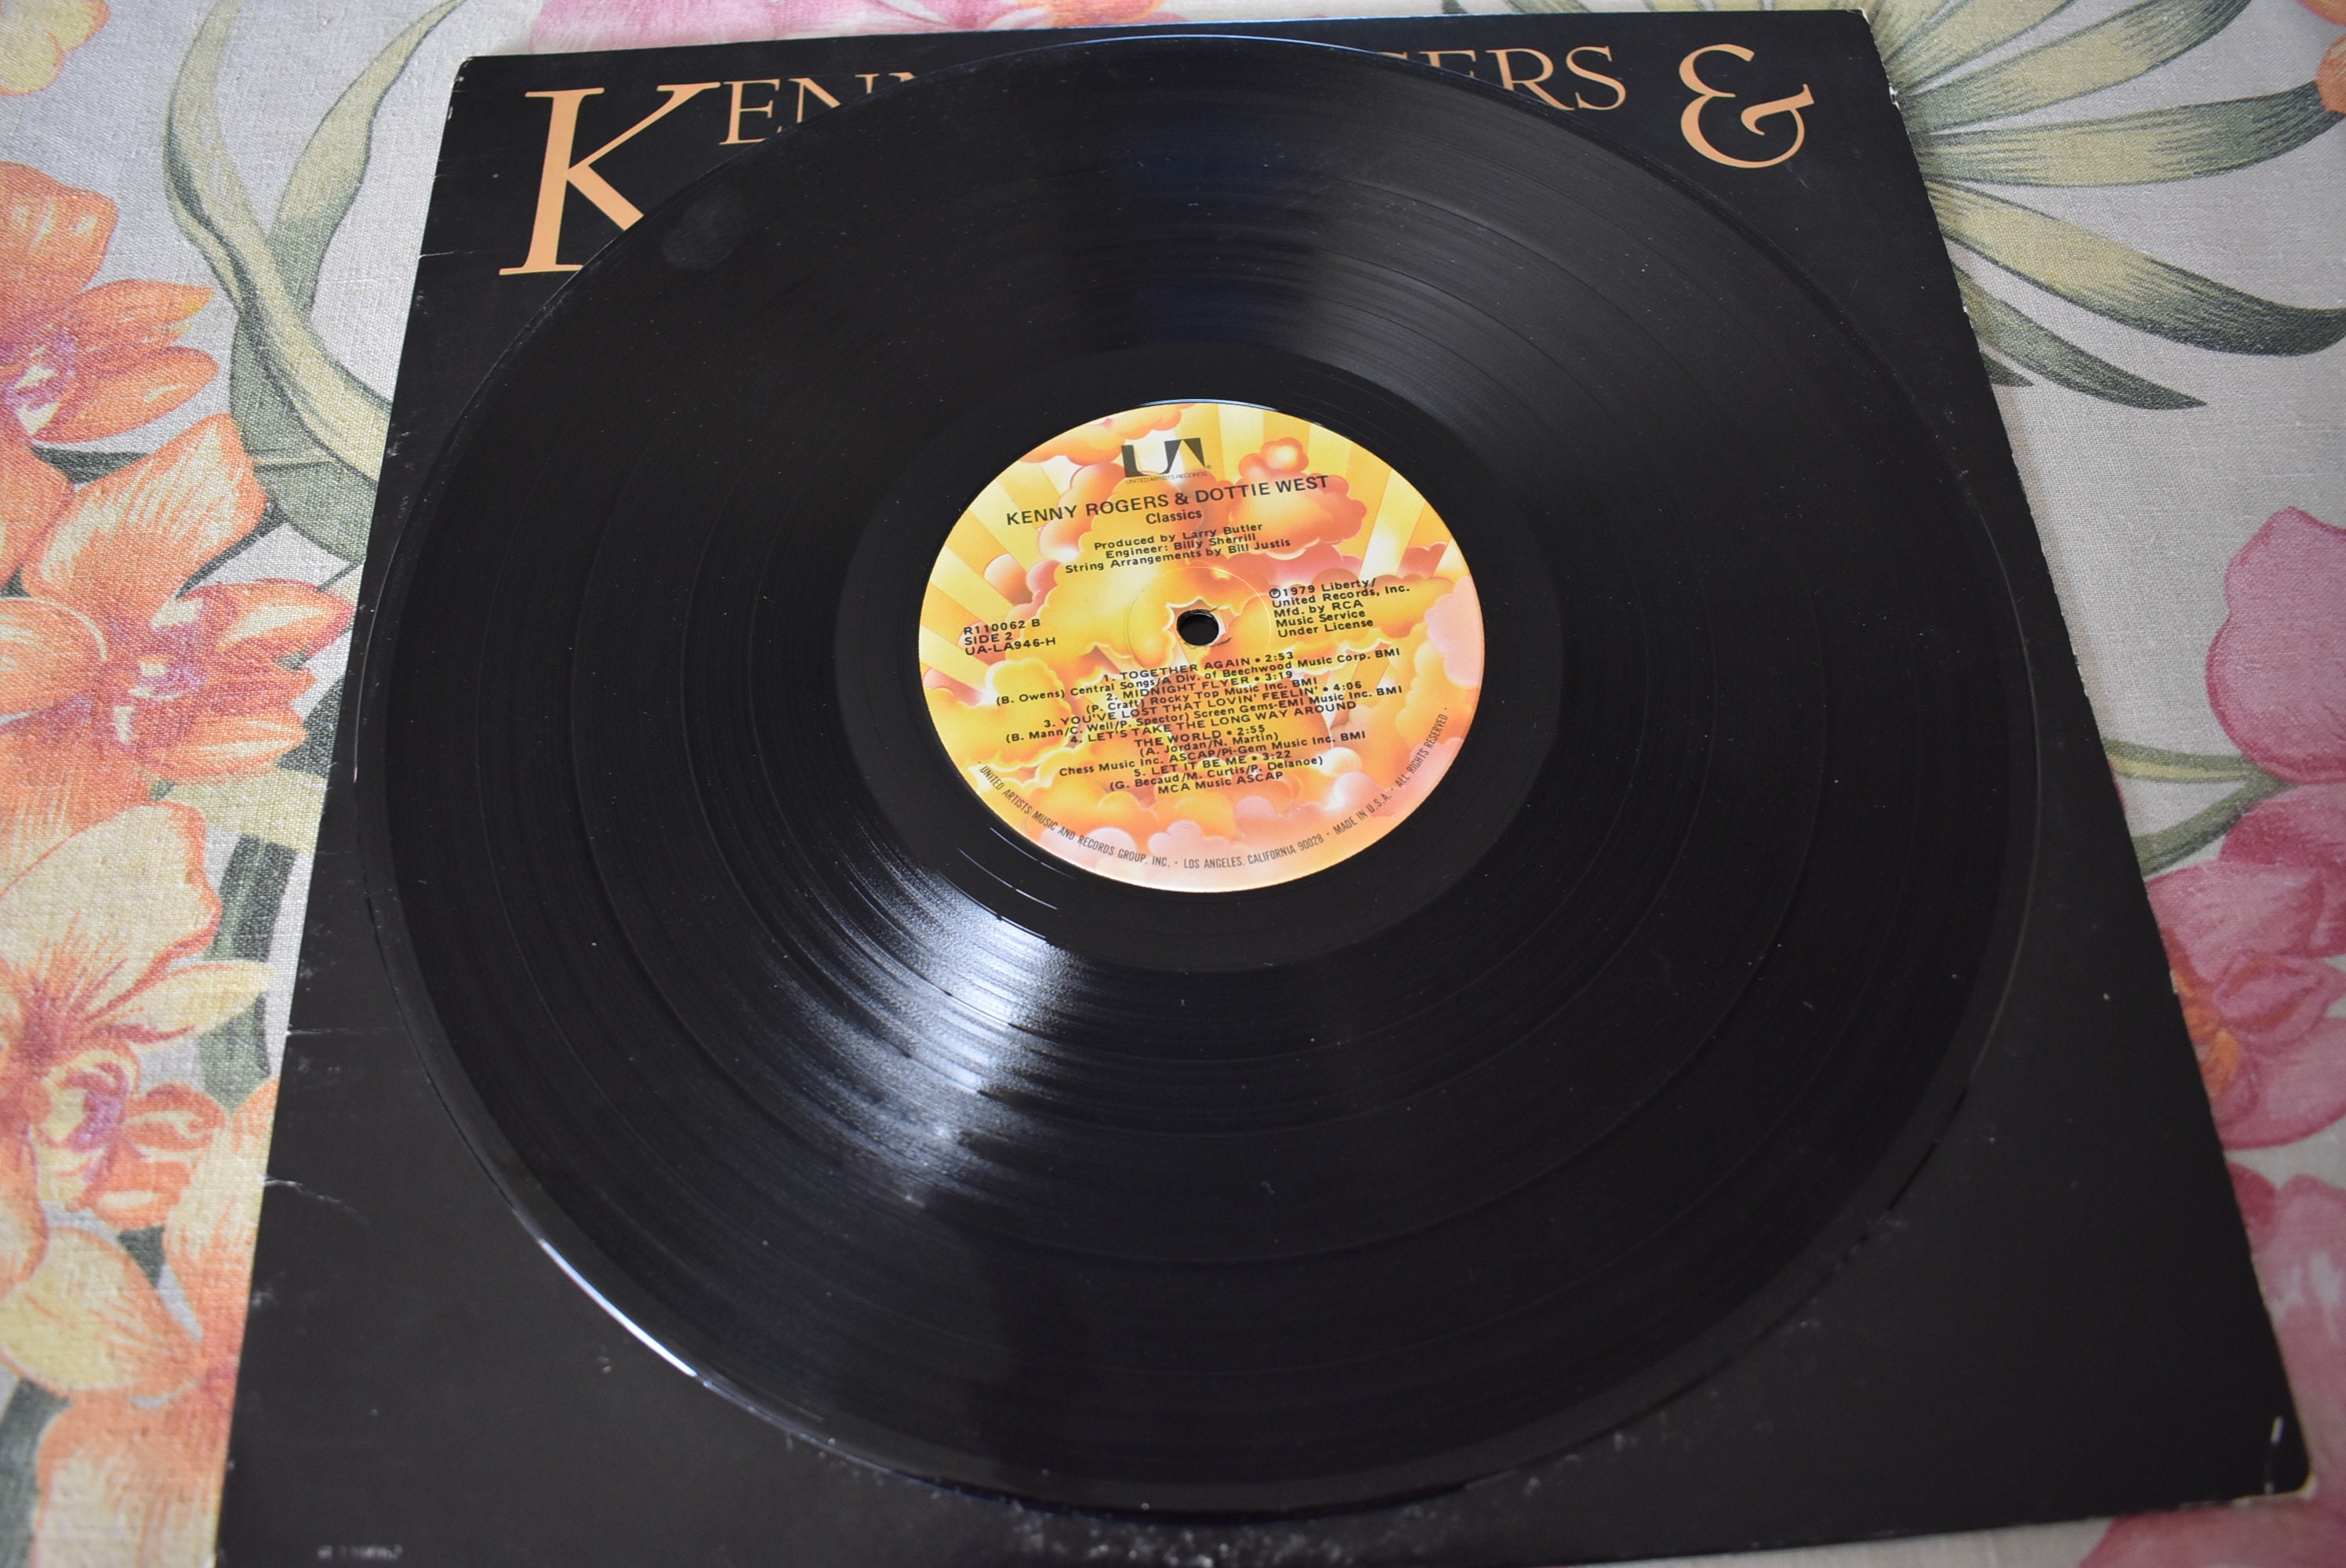 KENN
GERS &
UA®
UNITED ARTISTS RECORDS
KENNY ROGERS & DOTTIE WEST
Classics
Produced by Larry Butler
Engineer: Billy Sherrill
String Arrangements by Bill Justis
R110062 B
SIDE 2
UA-LA946-H
℗1979 Liberty/
United Records, Inc.
Mfd. by RCA
Music Service
Under License
1. TOGETHER AGAIN • 2:53
(B. Owens) Central Songs/A Div. of Beechwood Music Corp. BMI
2. MIDNIGHT FLYER • 3:19
(P. Craft) Rocky Top Music Inc. BMI
3. YOU'VE LOST THAT LOVIN' FEELIN' • 4:06
(B. Mann/C. Well/P. Spector) Screen Gems-EMI Music Inc. BMI
4. LET'S TAKE THE LONG WAY AROUND
THE WORLD • 2:55
(A. Jordan/N. Martin)
Chess Music Inc. ASCAP/Pi-Gem Music Inc. BMI
5. LET IT BE ME • 3:22
(G. Becaud/M. Curtis/P. Delanoe)
MCA Music ASCAP
UNITED ARTISTS MUSIC AND RECORDS GROUP, INC. • LOS ANGELES, CALIFORNIA 90028 • MADE IN U.S.A. • ALL RIGHTS RESERVED •